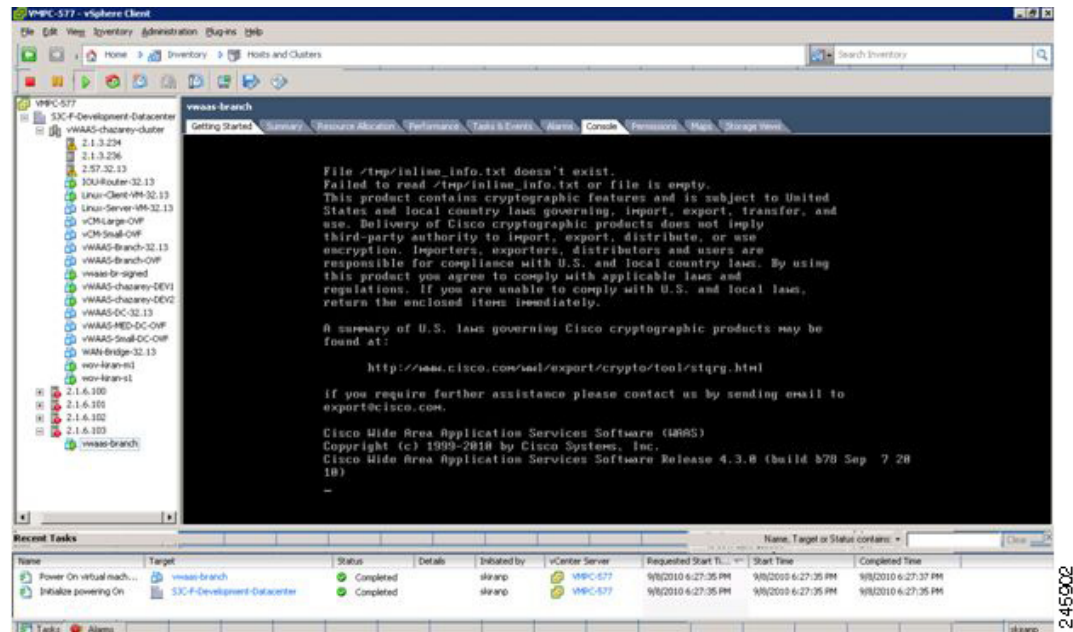 VMPC-577 - vSphere Client
File Edit View Inventory Administration Plug-ins Help
Home Inventory Hosts and Clusters
Search Inventory
VMPC-577
SJC-F-Development-Datacenter
vWAAS-chazarey-cluster
2.1.3.234
2.1.3.236
2.57.32.13
IOU-Router-32.13
Linux-Client-VM-32.13
Linux-Server-VM-32.13
vCM-Large-OVF
vCM-Small-OVF
vWAAS-Branch-32.13
vWAAS-Branch-OVF
vwaas-br-signed
vWAAS-chazarey-DEV1
vWAAS-chazarey-DEV2
vWAAS-DC-32.13
vWAAS-MED-DC-OVF
vWAAS-Small-DC-OVF
WAN-Bridge-32.13
wov-kiran-m1
wov-kiran-s1
2.1.6.100
2.1.6.101
2.1.6.102
2.1.6.103
vwaas-branch
vwaas-branch
Getting Started Summary Resource Allocation Performance Tasks & Events Alarms Console Permissions Maps Storage Views
File /tmp/inline_info.txt doesn't exist.
Failed to read /tmp/inline_info.txt or file is empty.
This product contains cryptographic features and is subject to United
States and local country laws governing, import, export, transfer, and
use. Delivery of Cisco cryptographic products does not imply
third-party authority to import, export, distribute, or use
encryption. Importers, exporters, distributors and users are
responsible for compliance with U.S. and local country laws. By using
this product you agree to comply with applicable laws and
regulations. If you are unable to comply with U.S. and local laws,
return the enclosed items immediately.
A summary of U.S. laws governing Cisco cryptographic products may be
found at:
http://www.cisco.com/wwl/export/crypto/tool/stqrg.html
if you require further assistance please contact us by sending email to
export@cisco.com.
Cisco Wide Area Application Services Software (WAAS)
Copyright (c) 1999-2010 by Cisco Systems, Inc.
Cisco Wide Area Application Services Software Release 4.3.0 (build b78 Sep 7 20
10)
Recent Tasks
Name, Target or Status contains: Clear
Name Target Status Details Initiated by vCenter Server Requested Start Ti... Start Time Completed Time
Power On virtual mach... vwaas-branch Completed skiranp VMPC-577 9/8/2010 6:27:35 PM 9/8/2010 6:27:35 PM 9/8/2010 6:27:37 PM
Initialize powering On SJC-F-Development-Datacenter Completed skiranp VMPC-577 9/8/2010 6:27:35 PM 9/8/2010 6:27:35 PM 9/8/2010 6:27:35 PM
Tasks Alarms
skiranp
245902